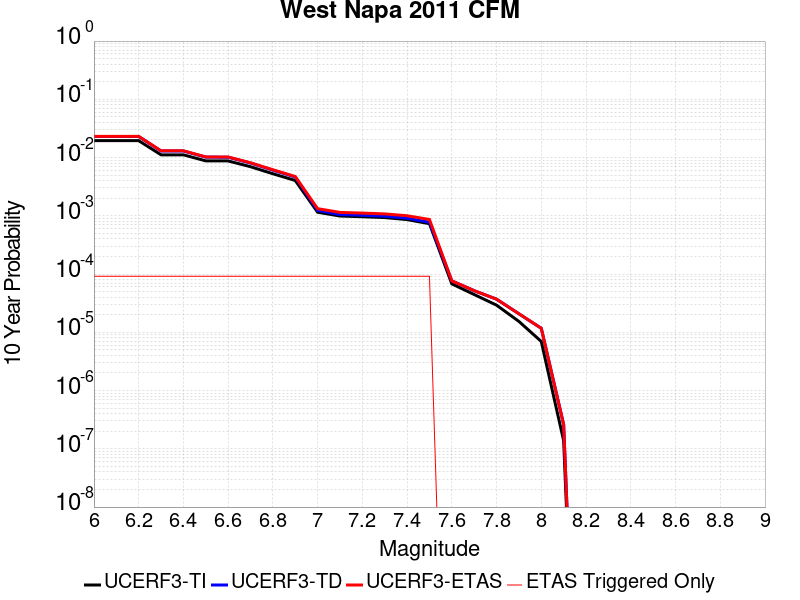 West Napa 2011 CFM
10 Year Probability
10^0
10^-1
10^-2
10^-3
10^-4
10^-5
10^-6
10^-7
10^-8
6 6.2 6.4 6.6 6.8 7 7.2 7.4 7.6 7.8 8 8.2 8.4 8.6 8.8 9
Magnitude
UCERF3-TI UCERF3-TD UCERF3-ETAS ETAS Triggered Only